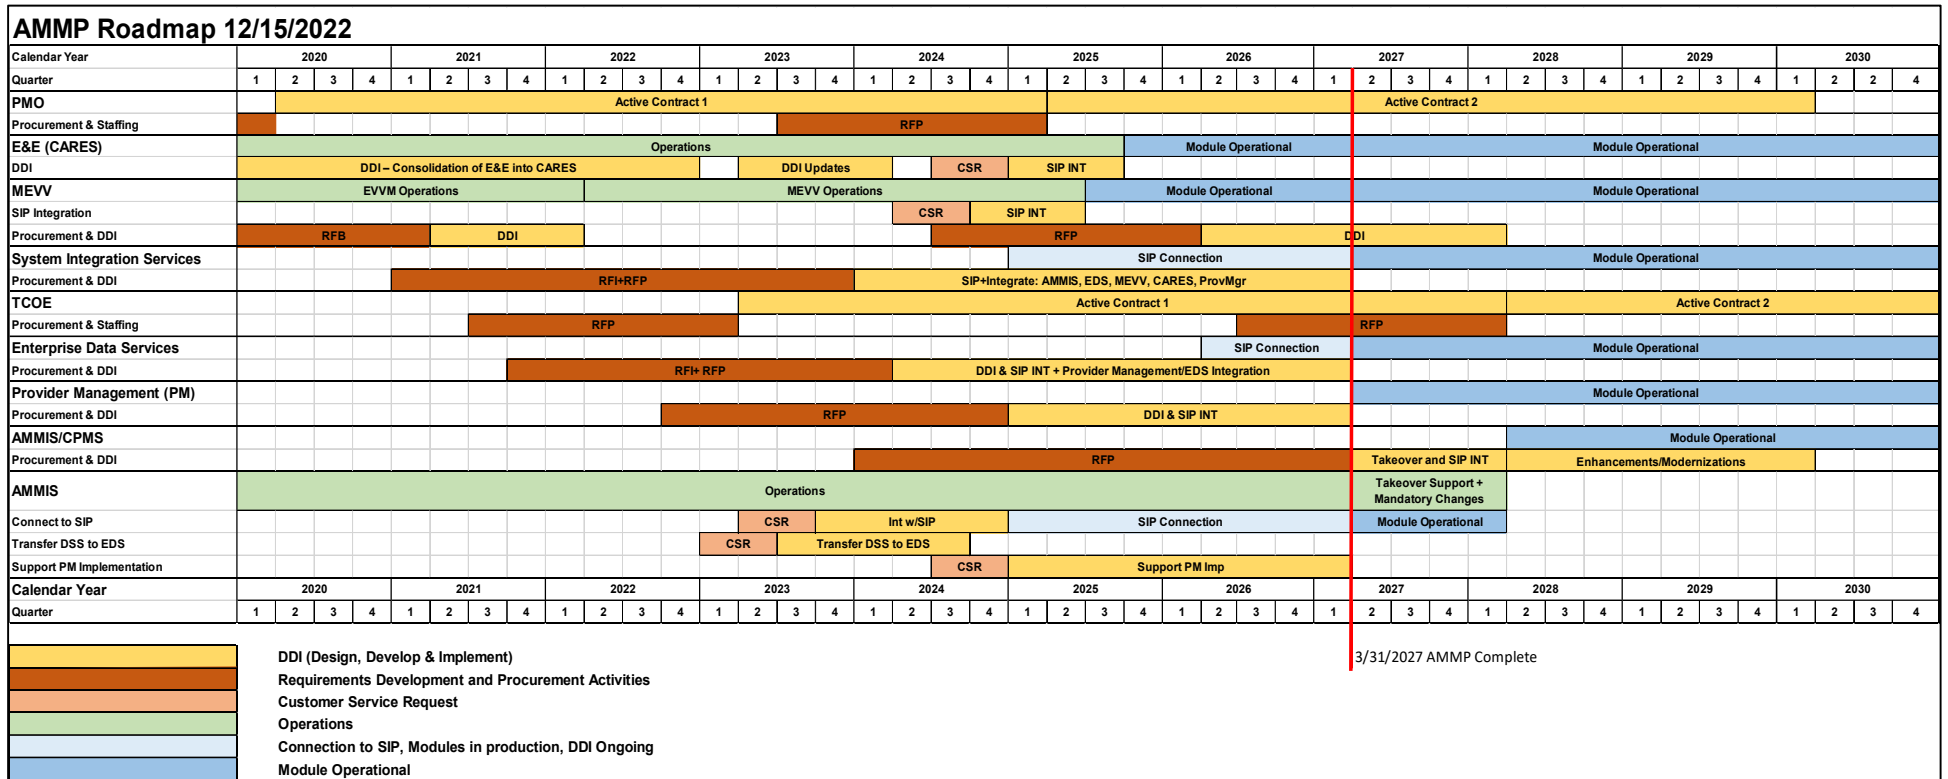 AMMP Roadmap 12/15/2022
Calendar Year 2020 2021 2022 2023 2024 2025 2026 2027 2028 2029 2030
Quarter 1 2 3 4 1 2 3 4 1 2 3 4 1 2 3 4 1 2 3 4 1 2 3 4 1 2 3 4 1 2 3 4 1 2 3 4 1 2 3 4 1 2 2 4
PMO Active Contract 1 Active Contract 2
Procurement & Staffing RFP
E&E (CARES) Operations Module Operational Module Operational
DDI DDI – Consolidation of E&E into CARES DDI Updates CSR SIP INT
MEVV EVVM Operations MEVV Operations Module Operational Module Operational
SIP Integration CSR SIP INT
Procurement & DDI RFB DDI RFP DDI
System Integration Services SIP Connection Module Operational
Procurement & DDI RFI+RFP SIP+Integrate: AMMIS, EDS, MEVV, CARES, ProvMgr
TCOE Active Contract 1 Active Contract 2
Procurement & Staffing RFP RFP
Enterprise Data Services SIP Connection Module Operational
Procurement & DDI RFI+ RFP DDI & SIP INT + Provider Management/EDS Integration
Provider Management (PM) Module Operational
Procurement & DDI RFP DDI & SIP INT
AMMIS/CPMS Module Operational
Procurement & DDI RFP Takeover and SIP INT Enhancements/Modernizations
AMMIS Operations Takeover Support +
Mandatory Changes
Connect to SIP CSR Int w/SIP SIP Connection Module Operational
Transfer DSS to EDS CSR Transfer DSS to EDS
Support PM Implementation CSR Support PM Imp
Calendar Year 2020 2021 2022 2023 2024 2025 2026 2027 2028 2029 2030
Quarter 1 2 3 4 1 2 3 4 1 2 3 4 1 2 3 4 1 2 3 4 1 2 3 4 1 2 3 4 1 2 3 4 1 2 3 4 1 2 3 4 1 2 3 4
DDI (Design, Develop & Implement) 3/31/2027 AMMP Complete
Requirements Development and Procurement Activities
Customer Service Request
Operations
Connection to SIP, Modules in production, DDI Ongoing
Module Operational